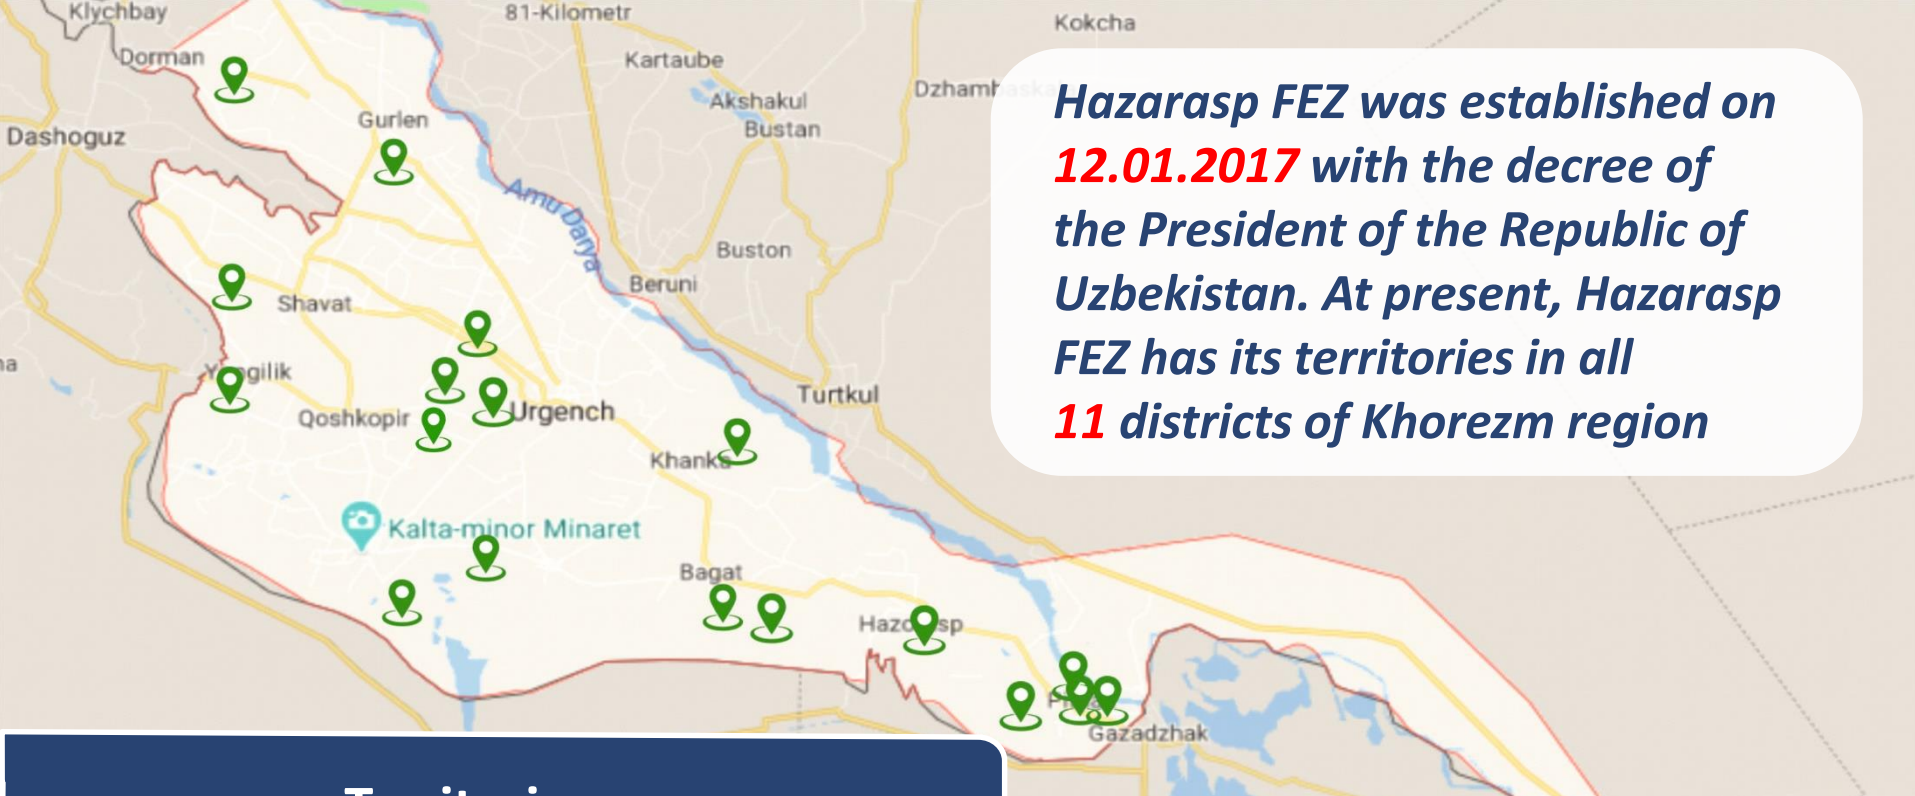 Klychbay
81-Kilometr
Kokcha
Dorman
Kartaube
Akshakul
Gurlen
Bustan
Dashoguz
Amu Darya
Buston
Beruni
Shavat
Turtkul
Qoshkopir
Urgench
Khanka
Kalta-minor Minaret
Bagat
Gazadzhak
Hazarasp FEZ was established on
12.01.2017 with the decree of
the President of the Republic of
Uzbekistan. At present, Hazarasp
FEZ has its territories in all
11 districts of Khorezm region